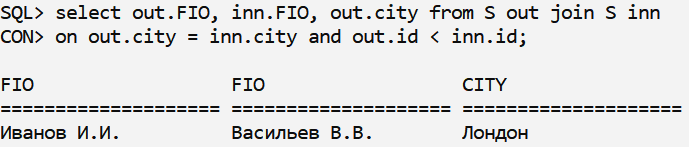 SQL> select out.FIO, inn.FIO, out.city from S out join S inn
CON> on out.city = inn.city and out.id < inn.id;
FIO FIO CITY
==================== ==================== ====================
Иванов И.И. Васильев В.В. Лондон